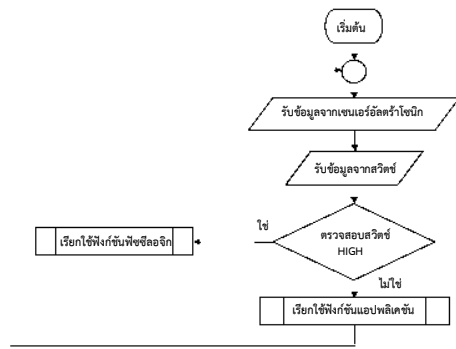 เริ่มต้น
รับข้อมูลจากเซนเอร์อัลตร้าโซนิก
รับข้อมูลจากสวิตช์
ใช่
ตรวจสอบสวิตช์
HIGH
เรียกใช้ฟังก์ชันฟัซซีลอจิก
ไม่ใช่
เรียกใช้ฟังก์ชันแอปพลิเคชัน